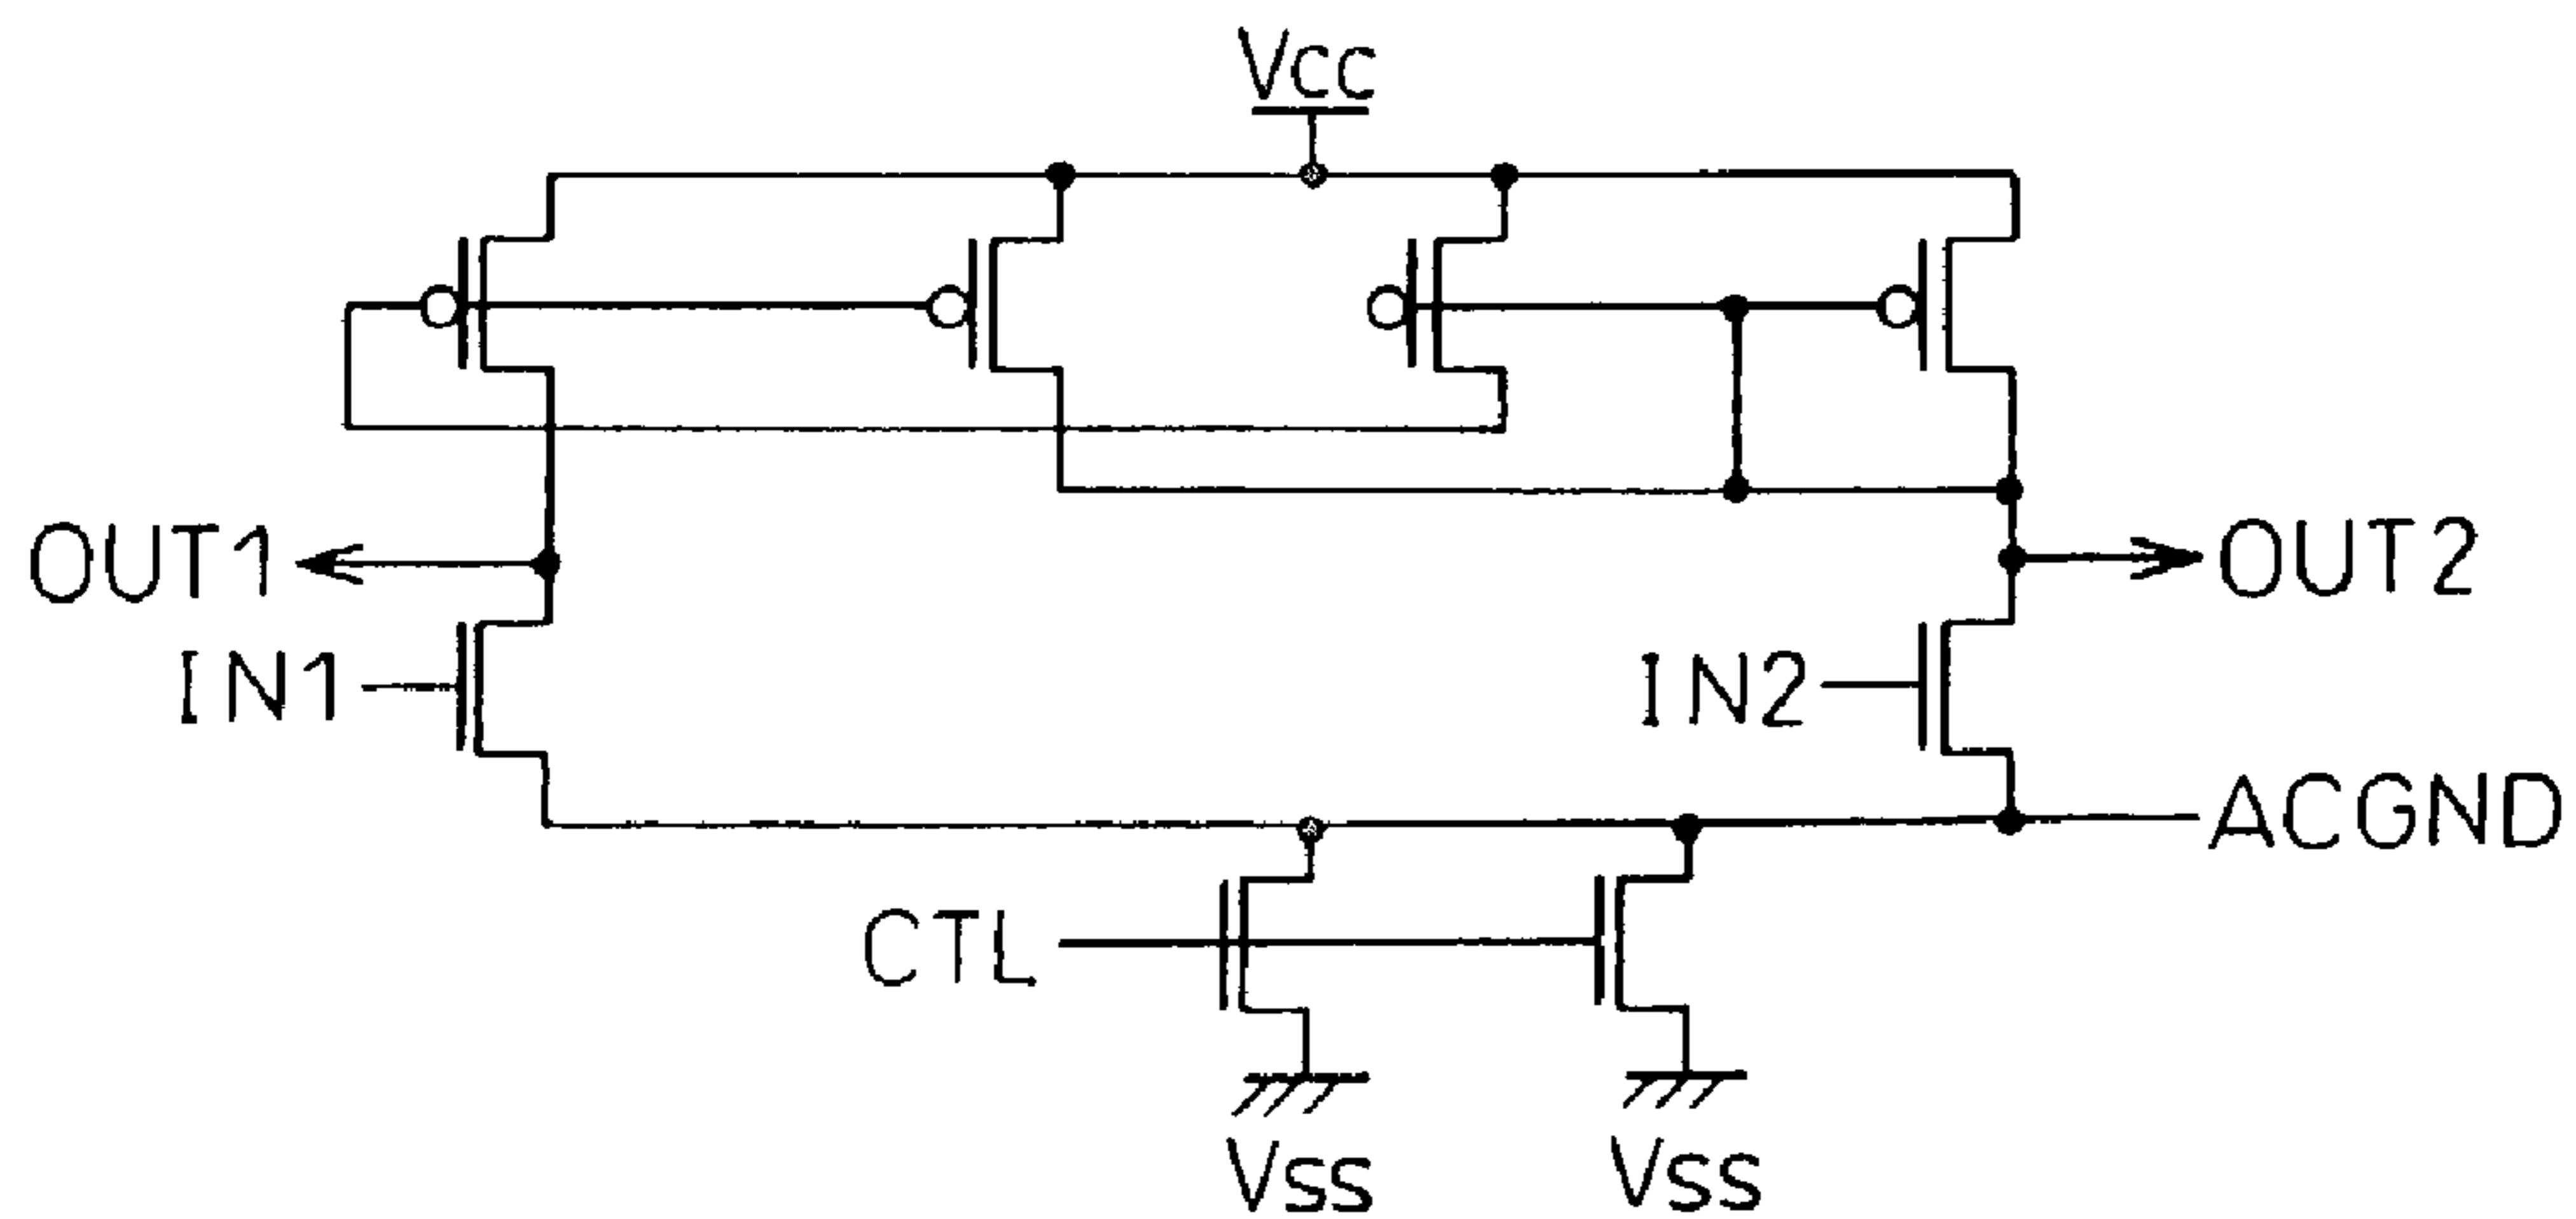 Vcc
OUT1
OUT2
IN1
IN2
ACGND
CTL
Vss
Vss